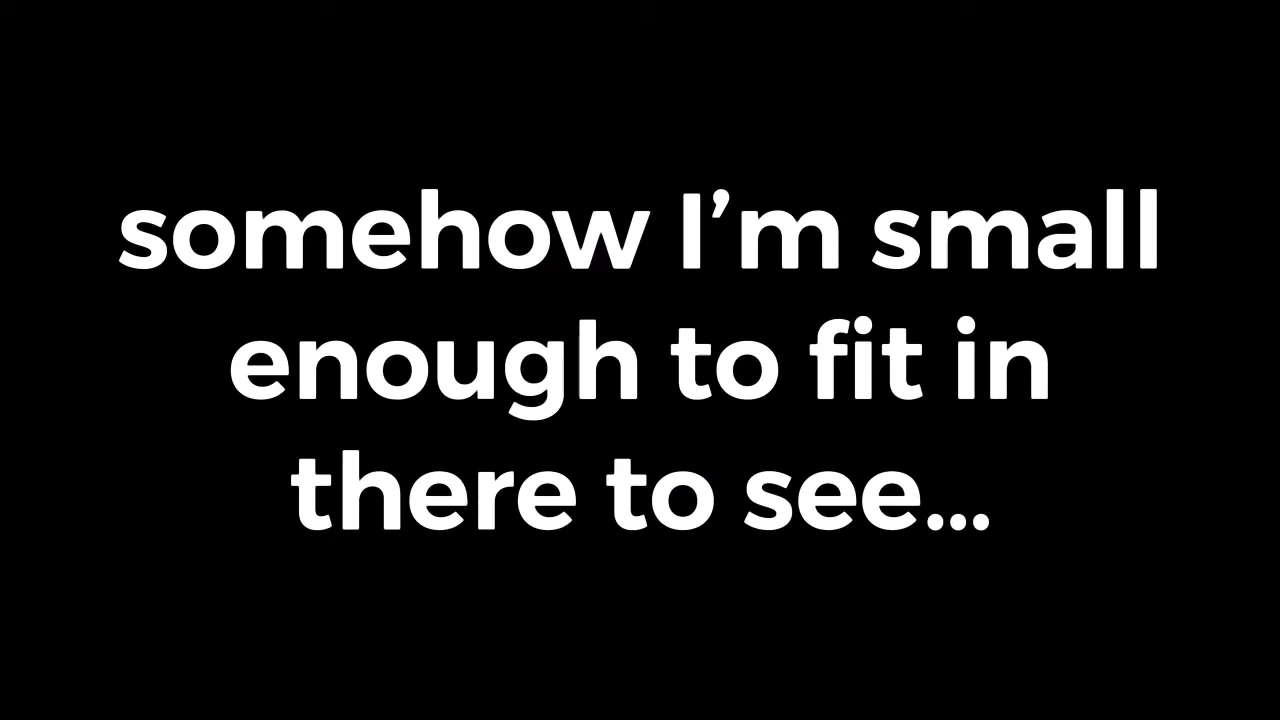 somehow I’m small
enough to fit in
there to see...